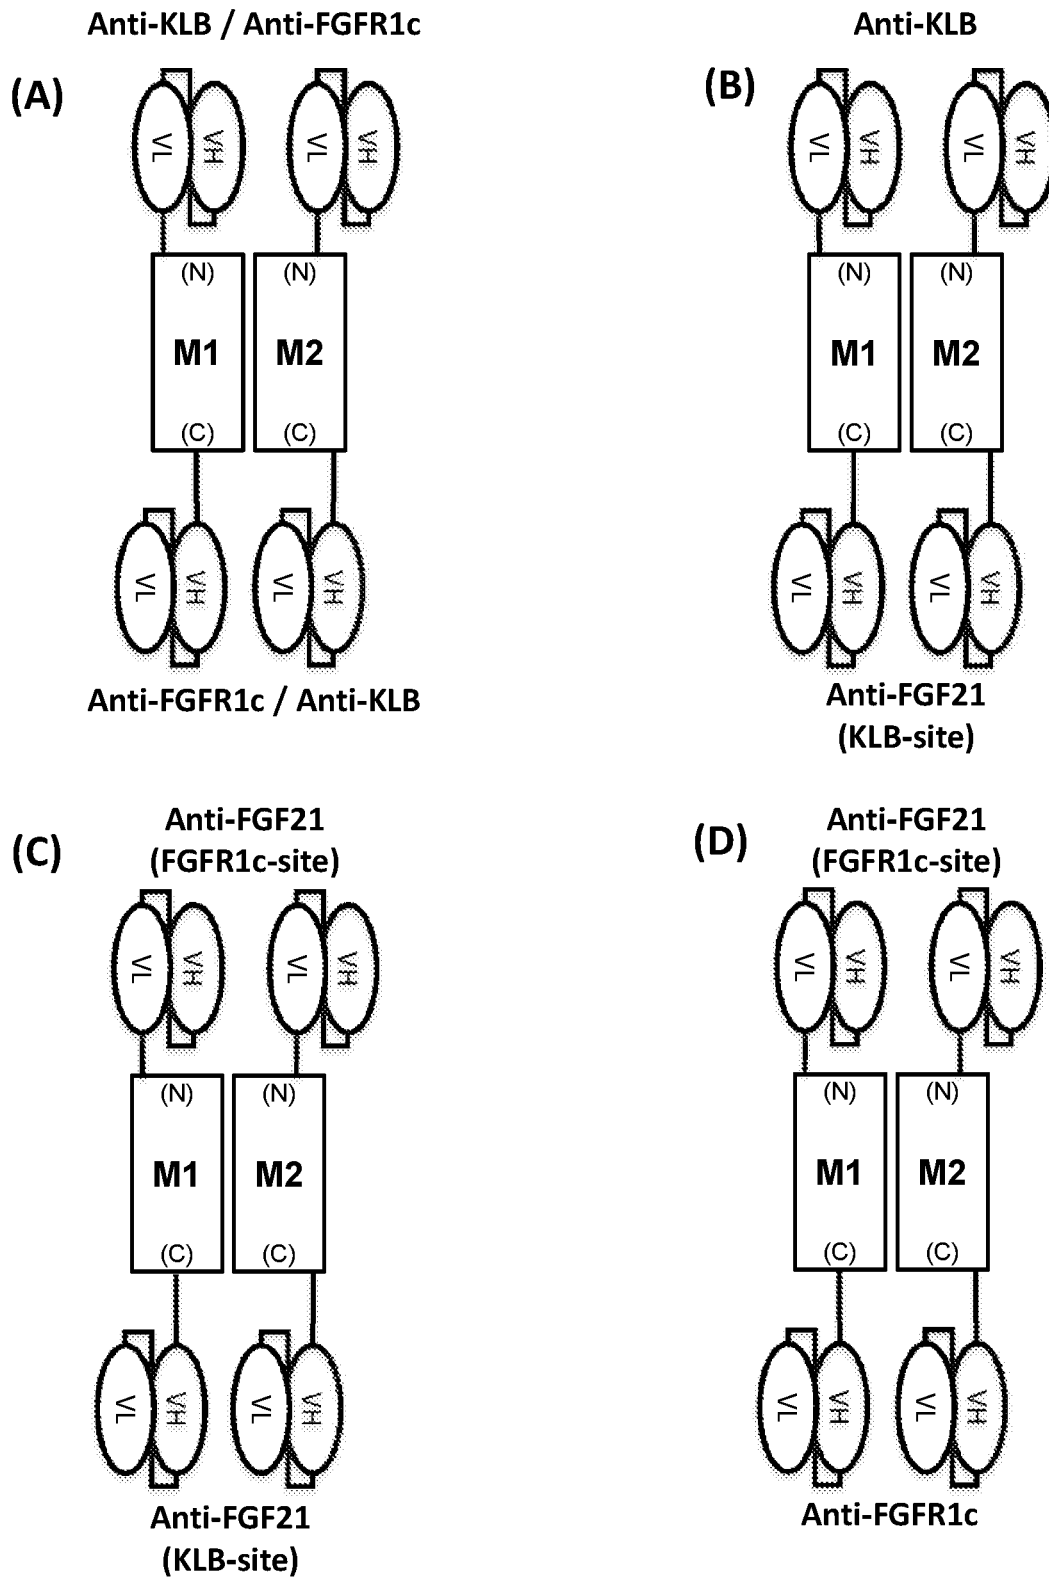 Anti-KLB / Anti-FGFR1c
(A)
VL
VH
VL
VH
(N)
(N)
M1
M2
(C)
(C)
VL
VH
VL
VH
Anti-FGFR1c / Anti-KLB
Anti-KLB
(B)
VL
VH
VL
VH
(N)
(N)
M1
M2
(C)
(C)
VL
VH
VL
VH
Anti-FGF21
(KLB-site)
Anti-FGF21
(FGFR1c-site)
(C)
VL
VH
VL
VH
(N)
(N)
M1
M2
(C)
(C)
VL
VH
VL
VH
Anti-FGF21
(KLB-site)
Anti-FGF21
(FGFR1c-site)
(D)
VL
VH
VL
VH
(N)
(N)
M1
M2
(C)
(C)
VL
VH
VL
VH
Anti-FGFR1c